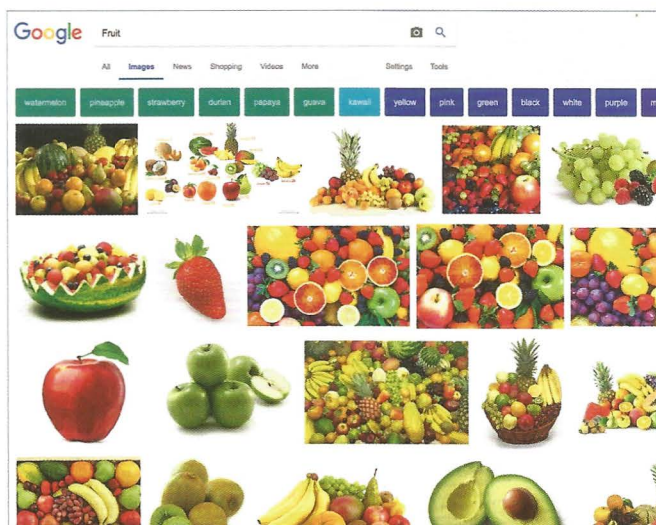 Google Fruit
All Images News Shopping Videos More Settings Tools
watermelon pineapple strawberry durian papaya guava kawaii yellow pink green black white purple m